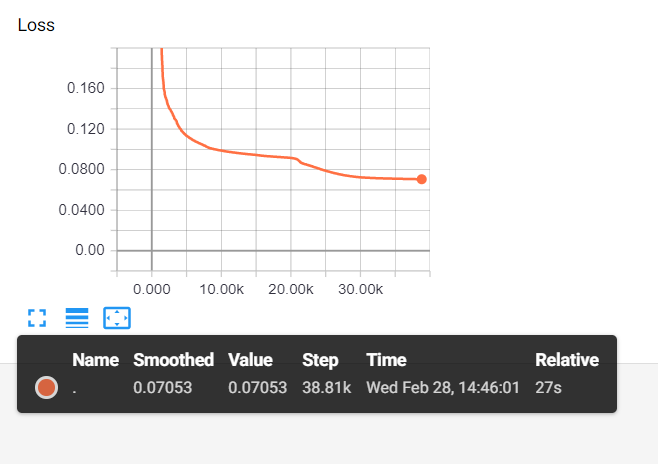 Loss
0.160
0.120
0.0800
0.0400
0.00
0.000 10.00k 20.00k 30.00k
Name Smoothed Value Step Time Relative
. 0.07053 0.07053 38.81k Wed Feb 28, 14:46:01 27s